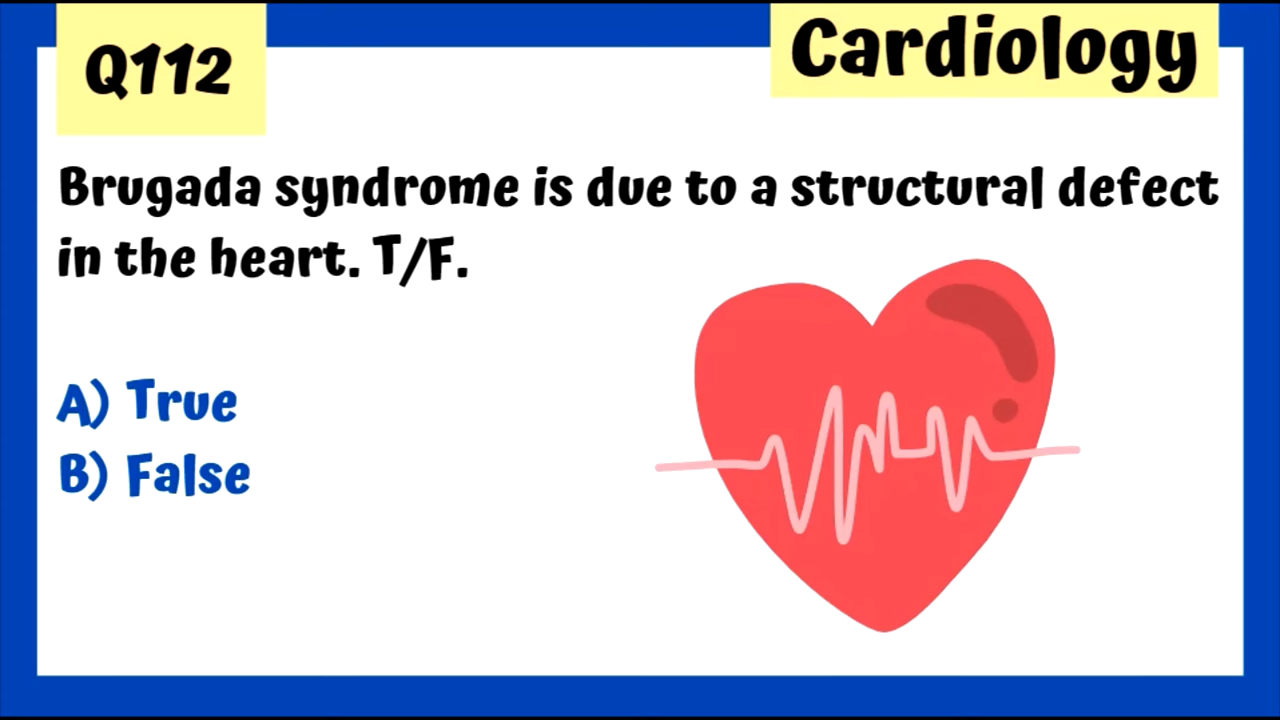 Q112
Cardiology
Brugada syndrome is due to a structural defect
in the heart. T/F.
A) True
B) False